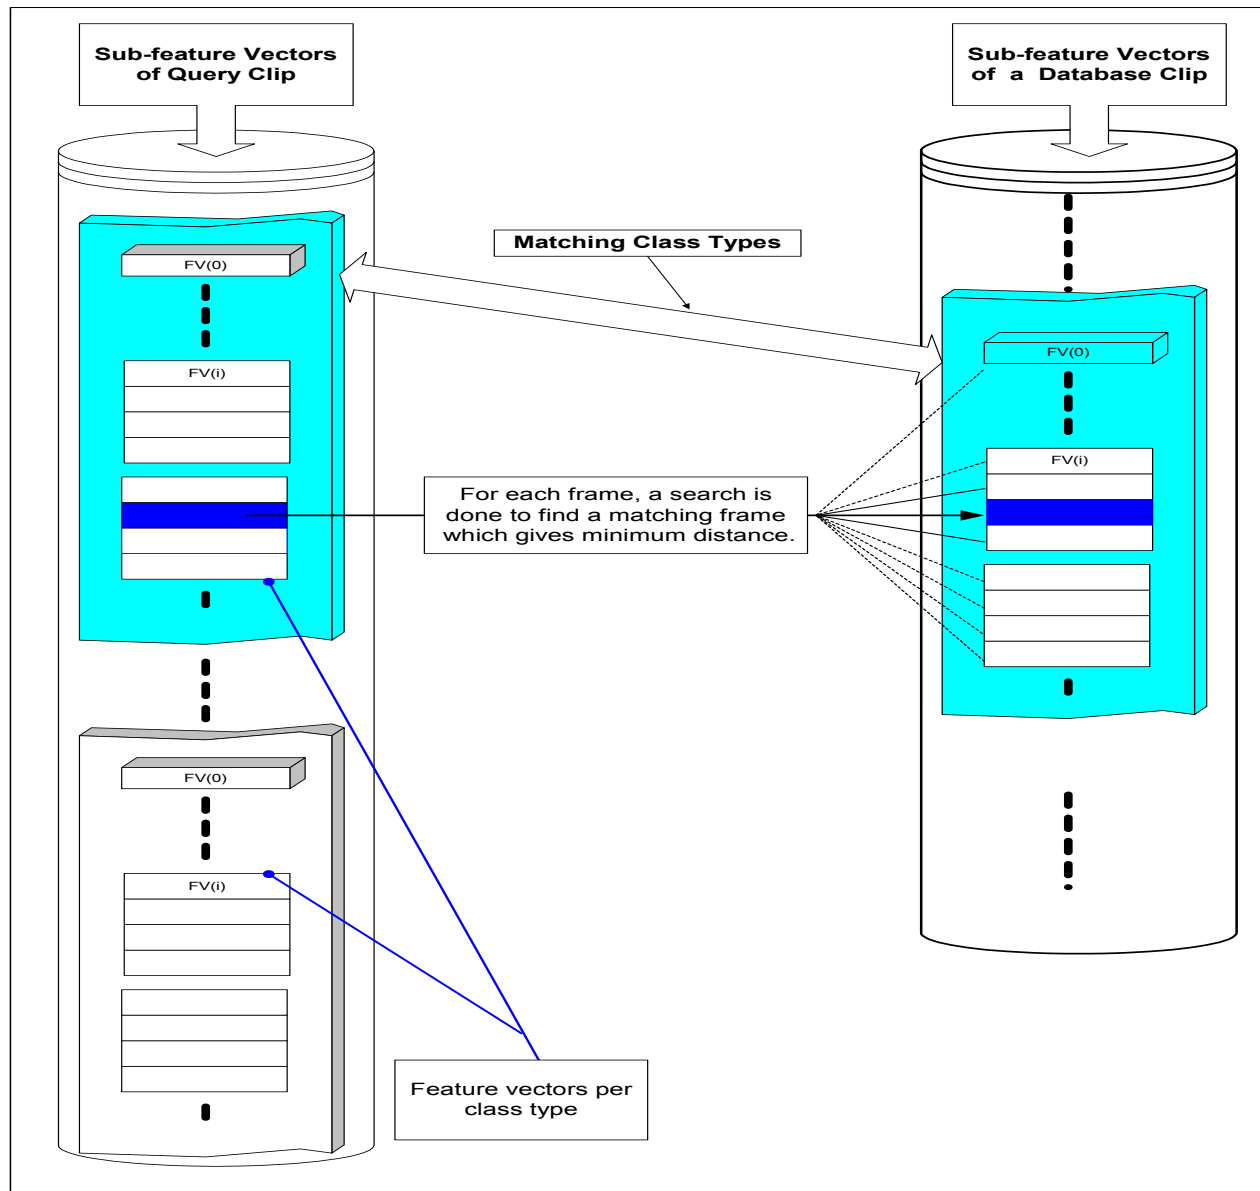 Sub-feature Vectors
of Query Clip
Sub-feature Vectors
of a Database Clip
Matching Class Types
FV(0)
FV(i)
FV(0)
FV(i)
For each frame, a search is
done to find a matching frame
which gives minimum distance.
FV(0)
FV(i)
Feature vectors per
class type